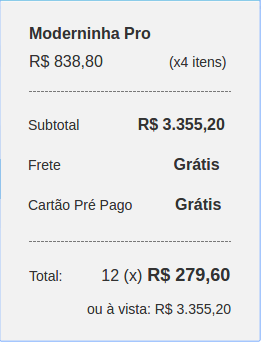 Moderninha Pro
R$ 838,80 (x4 itens)
Subtotal R$ 3.355,20
Frete Grátis
Cartão Pré Pago Grátis
Total: 12 (x) R$ 279,60
ou à vista: R$ 3.355,20